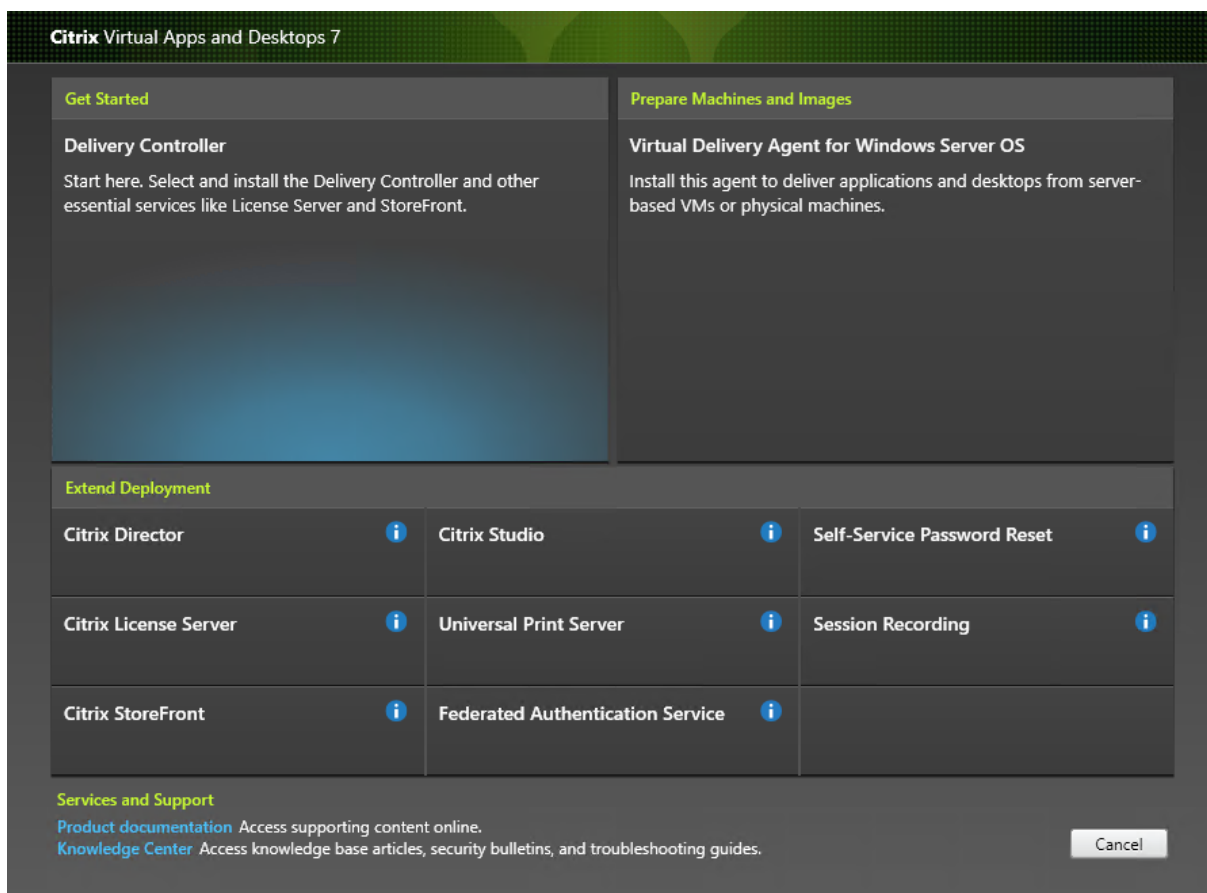 Citrix Virtual Apps and Desktops 7
Get Started
Delivery Controller
Start here. Select and install the Delivery Controller and other
essential services like License Server and StoreFront.
Prepare Machines and Images
Virtual Delivery Agent for Windows Server OS
Install this agent to deliver applications and desktops from server-
based VMs or physical machines.
Extend Deployment
Citrix Director
Citrix Studio
Self-Service Password Reset
Citrix License Server
Universal Print Server
Session Recording
Citrix StoreFront
Federated Authentication Service
Services and Support
Product documentation Access supporting content online.
Knowledge Center Access knowledge base articles, security bulletins, and troubleshooting guides.
Cancel